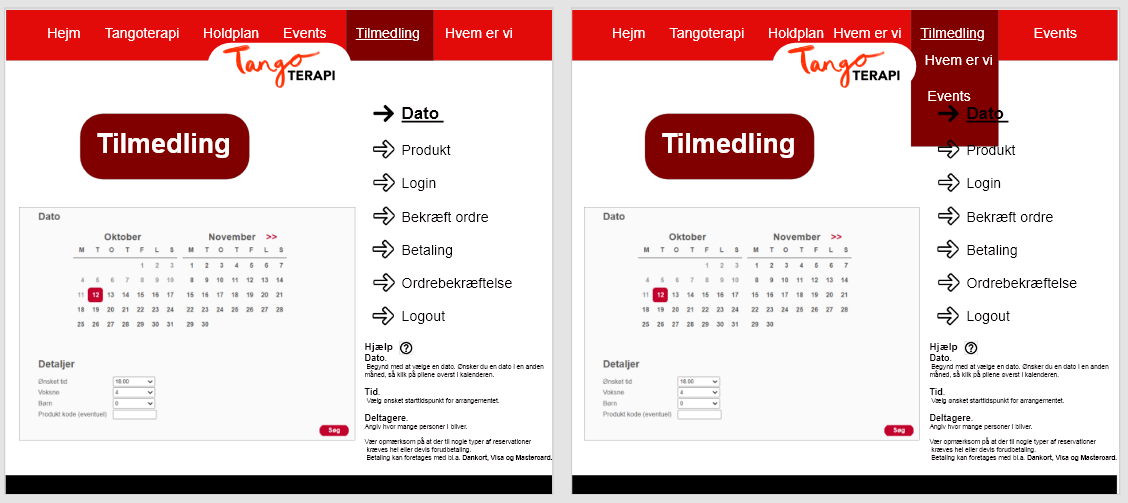 Hejm Tangoterapi Holdplan Events Tilmedling Hvem er vi
Tango
TERAPI
Tilmedling
Dato
Produkt
Login
Bekræft ordre
Betaling
Ordrebekræftelse
Logout
Dato
Oktober November >>
M T O T F L S M T O T F L S
1 2 3 1 2 3 4 5 6 7
4 5 6 7 8 9 10 8 9 10 11 12 13 14
11 12 13 14 15 16 17 15 16 17 18 19 20 21
18 19 20 21 22 23 24 22 23 24 25 26 27 28
25 26 27 28 29 30 31 29 30
Detaljer
Ønsket tid 18.00
Voksne 4
Børn 0
Produkt kode (eventuel)
Søg
Hjælp ?
Dato.
Begynd med at vælge en dato. Ønsker du en dato i en anden
måned, så klik på pilene øverst i kalenderen.
Tid.
Vælg ønsket starttidspunkt for arrangementet.
Deltagere.
Angiv hvor mange personer I bliver.
Vær opmærksom på at der til nogle typer af reservationer
kræves hel eller delvis forudbetaling.
Betaling kan foretages med bl.a. Dankort, Visa og Mastercard.
Hejm Tangoterapi Holdplan Hvem er vi Tilmedling Events
Hvem er vi
Events
Tango
TERAPI
Tilmedling
Dato
Produkt
Login
Bekræft ordre
Betaling
Ordrebekræftelse
Logout
Dato
Oktober November >>
M T O T F L S M T O T F L S
1 2 3 1 2 3 4 5 6 7
4 5 6 7 8 9 10 8 9 10 11 12 13 14
11 12 13 14 15 16 17 15 16 17 18 19 20 21
18 19 20 21 22 23 24 22 23 24 25 26 27 28
25 26 27 28 29 30 31 29 30
Detaljer
Ønsket tid 18.00
Voksne 4
Børn 0
Produkt kode (eventuel)
Søg
Hjælp ?
Dato.
Begynd med at vælge en dato. Ønsker du en dato i en anden
måned, så klik på pilene øverst i kalenderen.
Tid.
Vælg ønsket starttidspunkt for arrangementet.
Deltagere.
Angiv hvor mange personer I bliver.
Vær opmærksom på at der til nogle typer af reservationer
kræves hel eller delvis forudbetaling.
Betaling kan foretages med bl.a. Dankort, Visa og Mastercard.